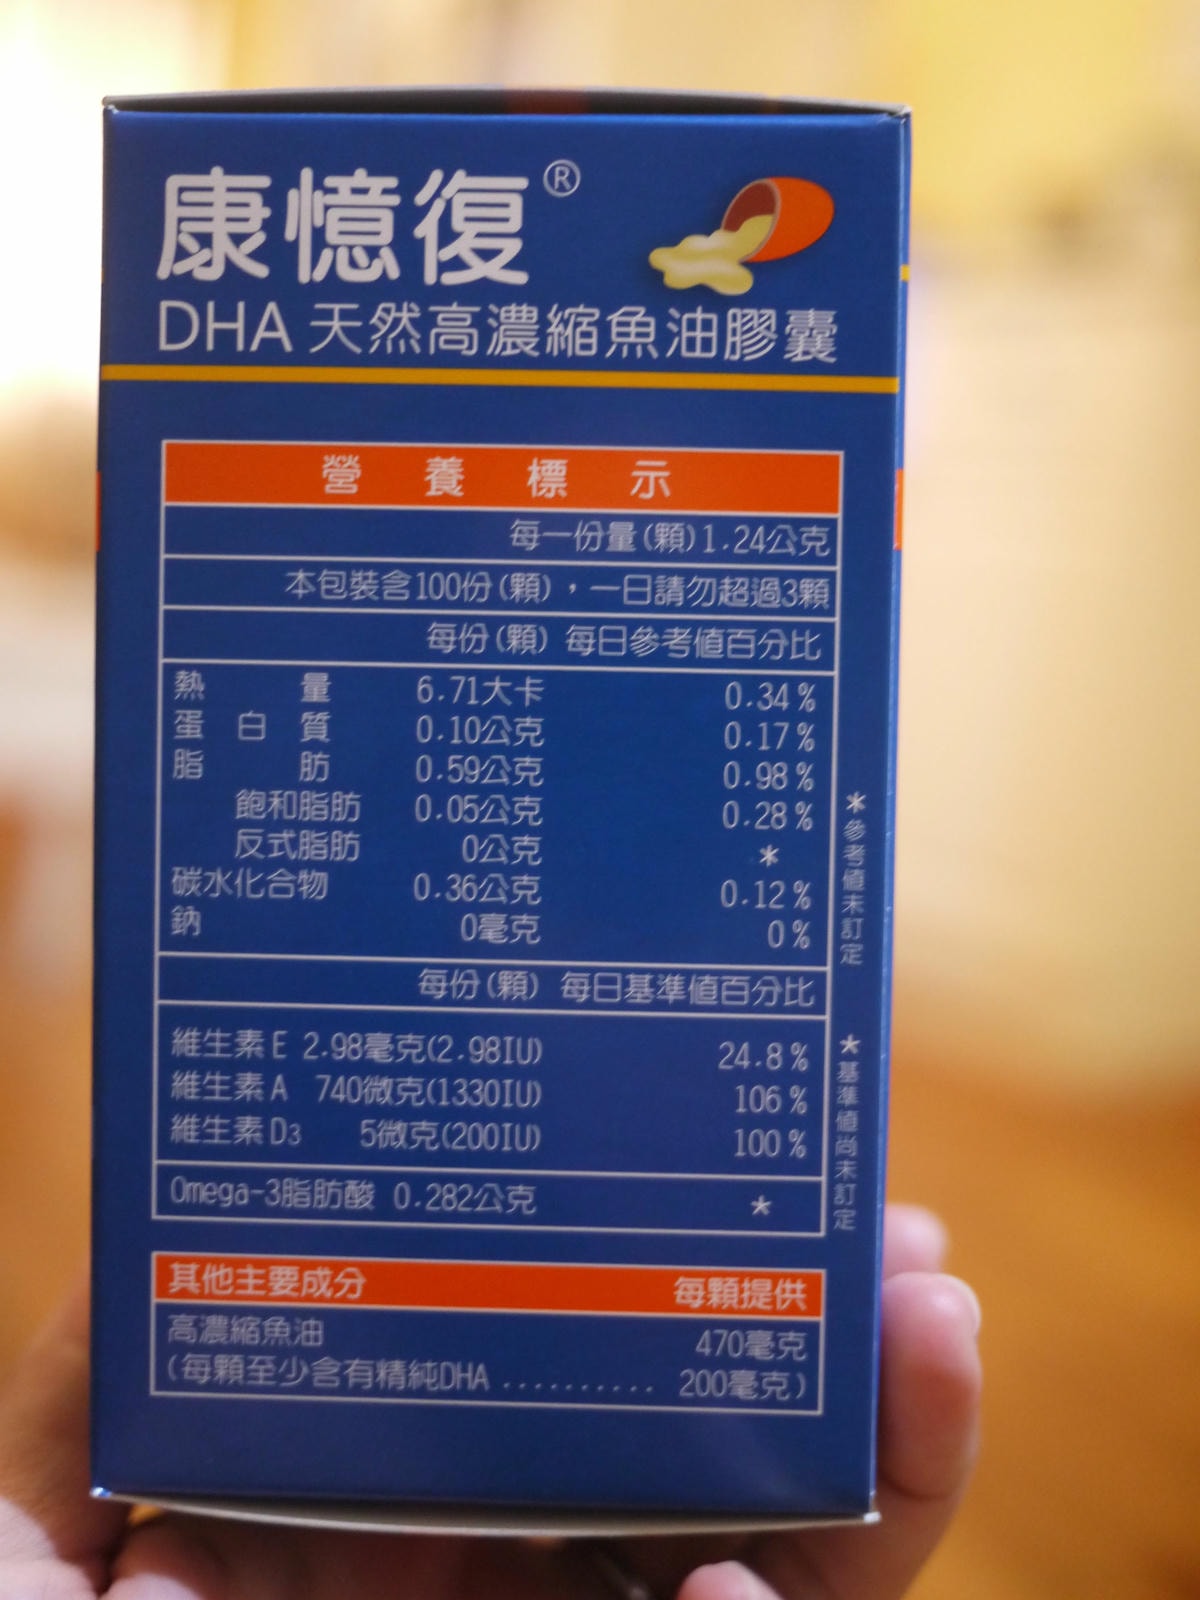 康憶復®
DHA 天然高濃縮魚油膠囊
營養標示
每一份量(顆)1.24公克
本包裝含100份(顆)，一日請勿超過3顆
每份(顆) 每日參考值百分比
熱量 6.71大卡 0.34%
蛋白質 0.10公克 0.17%
脂肪 0.59公克 0.98%
飽和脂肪 0.05公克 0.28%
反式脂肪 0公克 *
碳水化合物 0.36公克 0.12%
鈉 0毫克 0%
*參考值未訂定
每份(顆) 每日基準值百分比
維生素E 2.98毫克(2.98IU) 24.8%
維生素A 740微克(1330IU) 106%
維生素D3 5微克(200IU) 100%
Omega-3脂肪酸 0.282公克 *
*基準值尚未訂定
其他主要成分 每顆提供
高濃縮魚油 470毫克
(每顆至少含有精純DHA .......... 200毫克)